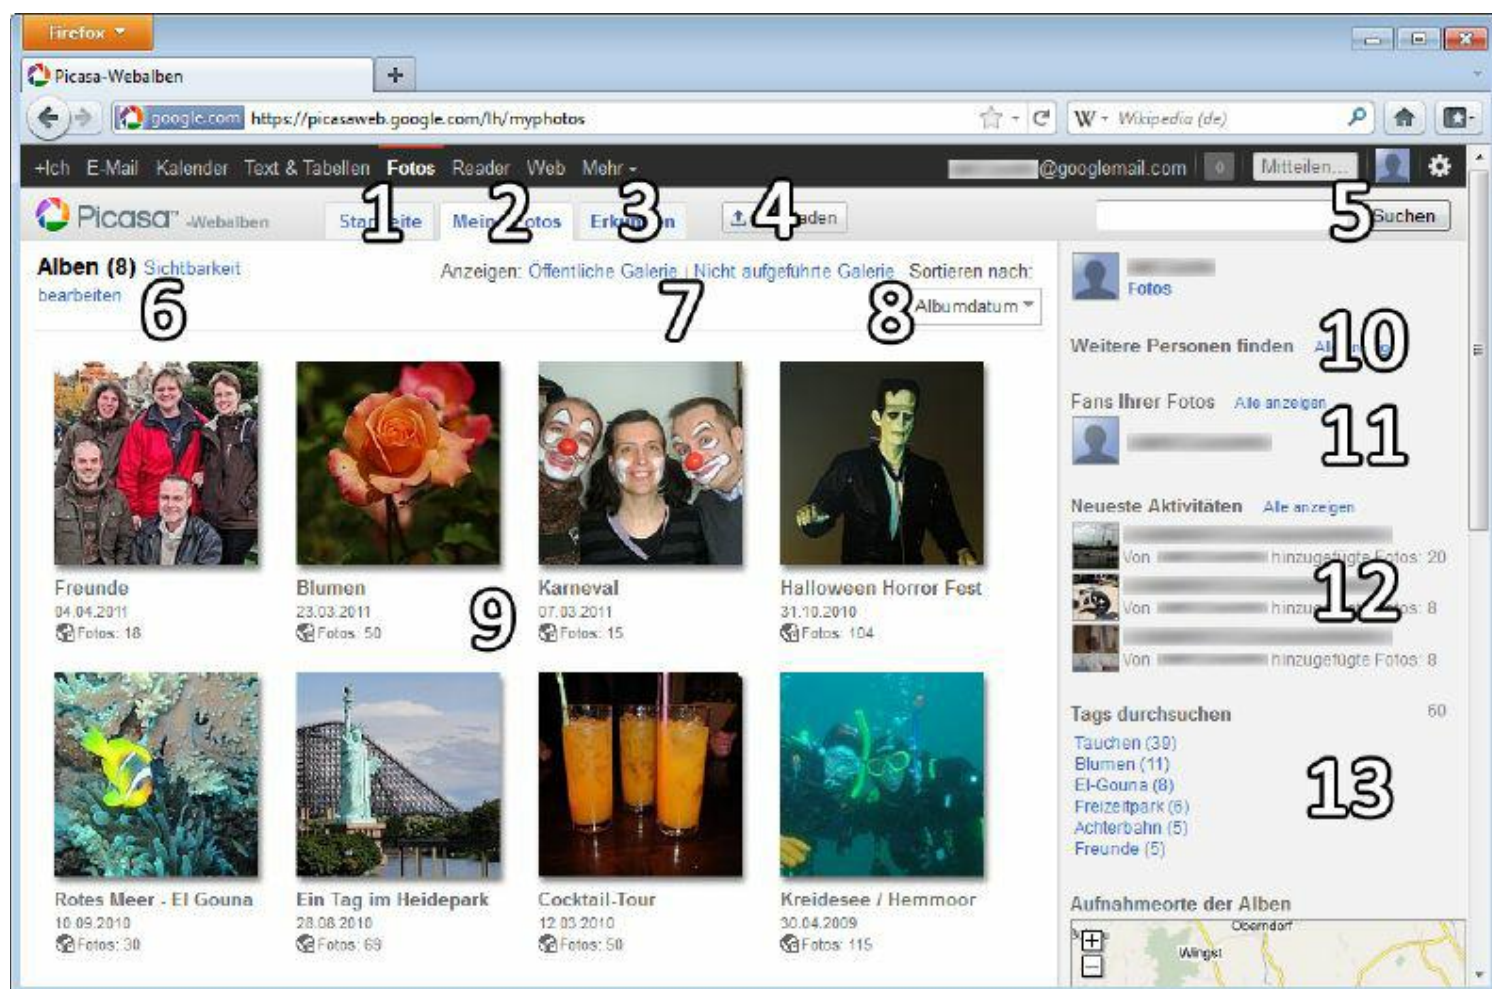 Firefox
Picasa-Webalben
google.com https://picasaweb.google.com/lh/myphotos
W Wikipedia (de)
+Ich E-Mail Kalender Text & Tabellen Fotos Reader Web Mehr
@googlemail.com 0 Mitteilen...
Picasa™ -Webalben
1 2 Fotos 3 4 5 Suchen
Alben (8) Sichtbarkeit
bearbeiten
Anzeigen: Öffentliche Galerie | Nicht aufgeführte Galerie Sortieren nach:
Albumdatum
6 7 8
Fotos
Weitere Personen finden
10
Fans Ihrer Fotos Alle anzeigen
11
Freunde
04.04.2011
Fotos: 18
Blumen
23.03.2011
Fotos: 50
9
Karneval
07.03.2011
Fotos: 15
Halloween Horror Fest
31.10.2010
Fotos: 104
Rotes Meer - El Gouna
10.09.2010
Fotos: 30
Ein Tag im Heidepark
28.08.2010
Fotos: 69
Cocktail-Tour
12.03.2010
Fotos: 50
Kreidesee / Hemmoor
30.04.2009
Fotos: 115
Neueste Aktivitäten Alle anzeigen
Von hinzugefügte Fotos: 20
Von Fotos: 8
12
Von hinzugefügte Fotos: 8
Tags durchsuchen 60
Tauchen (39)
Blumen (11)
El-Gouna (8)
Freizeitpark (6)
Achterbahn (5)
Freunde (5)
13
Aufnahmeorte der Alben
Oberndorf
Wingst